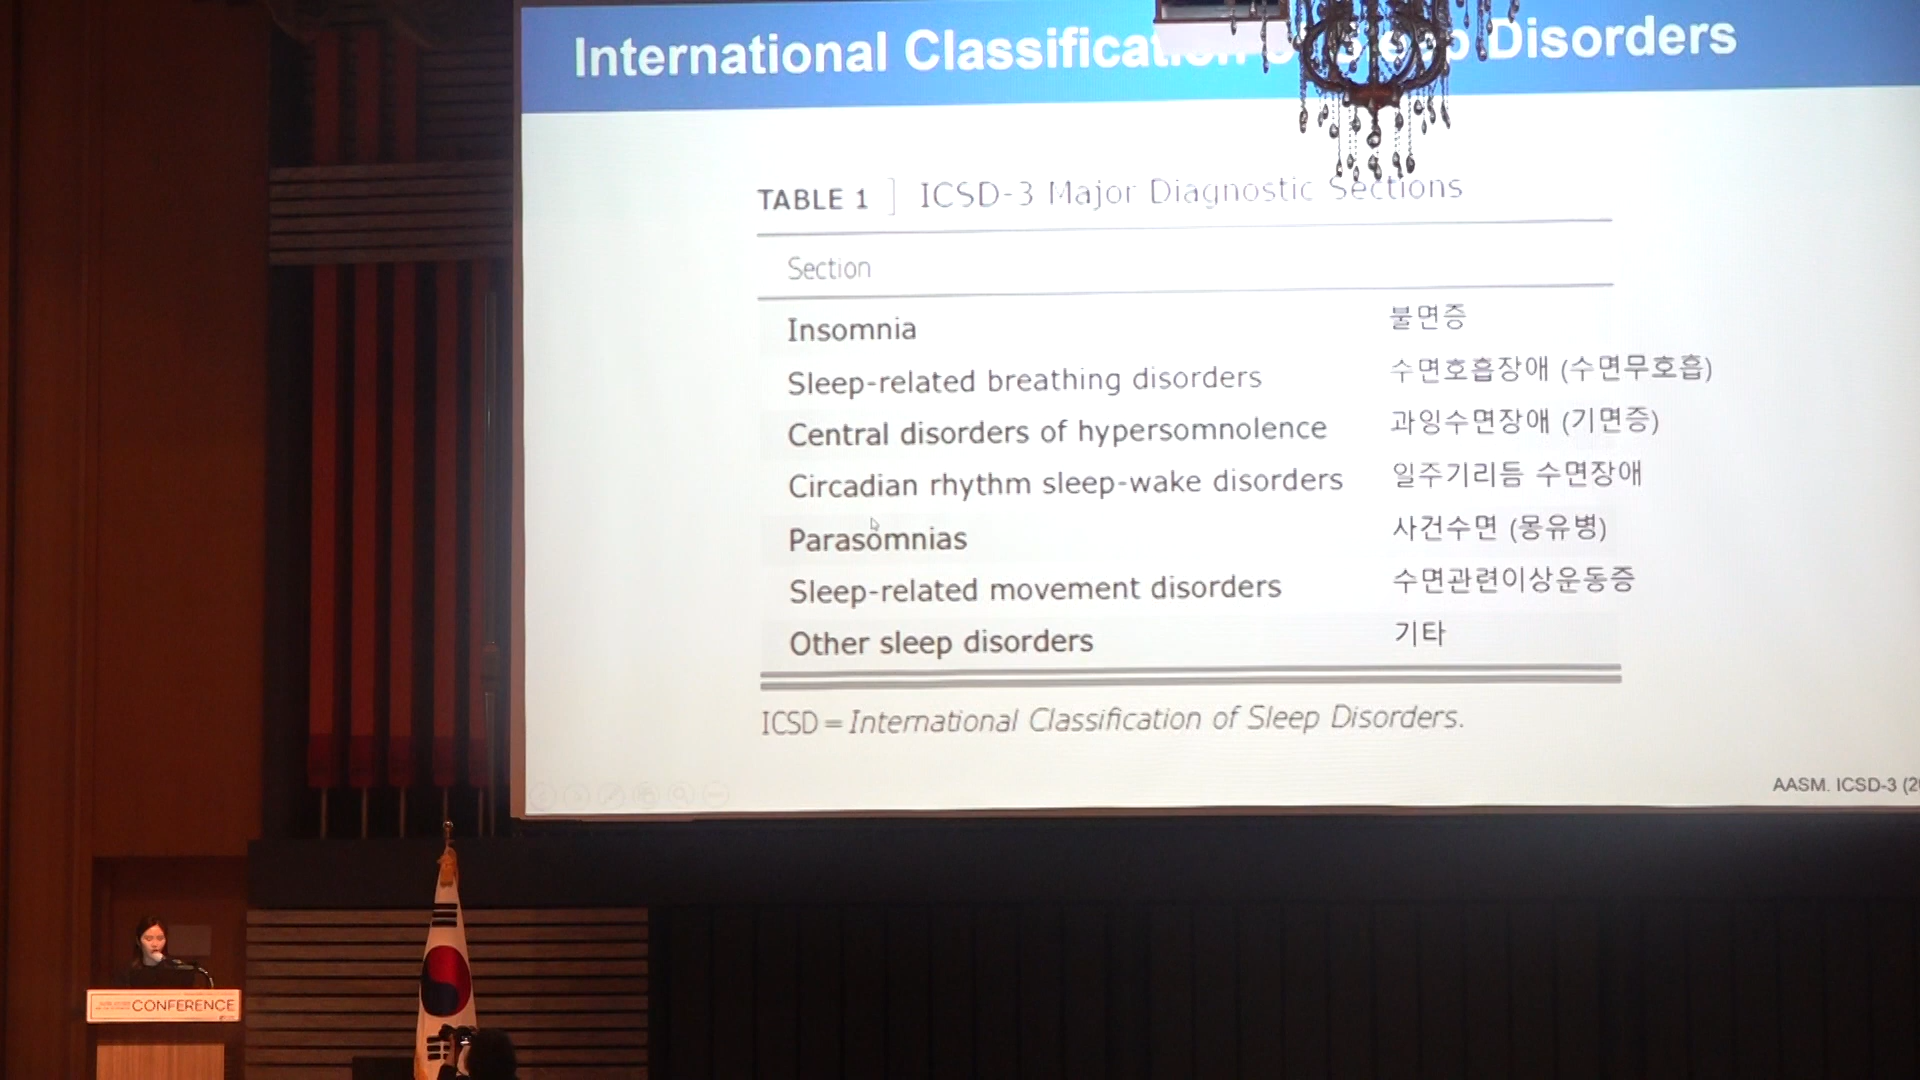 International Classification of Sleep Disorders
TABLE 1 ICSD-3 Major Diagnostic Sections
Section
Insomnia 불면증
Sleep-related breathing disorders 수면호흡장애 (수면무호흡)
Central disorders of hypersomnolence 과잉수면장애 (기면증)
Circadian rhythm sleep-wake disorders 일주기리듬 수면장애
Parasomnias 사건수면 (몽유병)
Sleep-related movement disorders 수면관련이상운동증
Other sleep disorders 기타
ICSD = International Classification of Sleep Disorders.
AASM. ICSD-3 (20
CONFERENCE